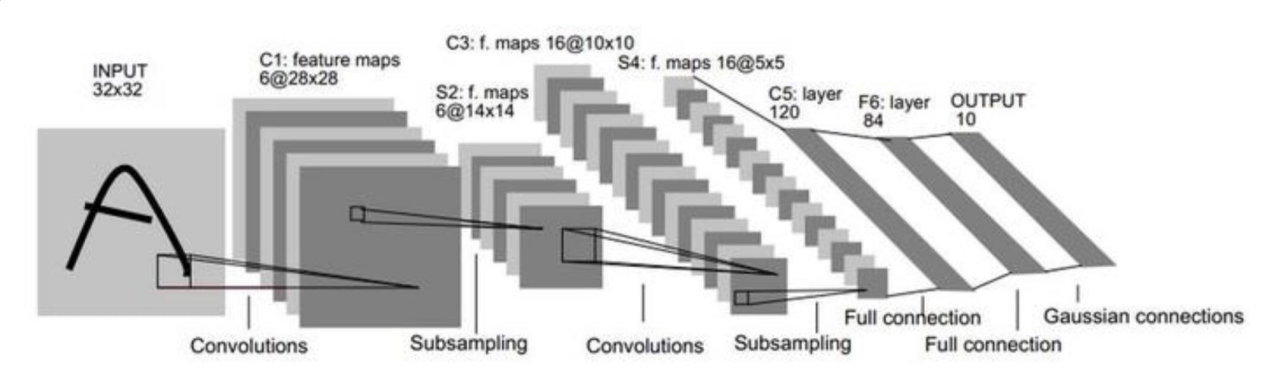 INPUT
32x32
C1: feature maps
6@28x28
S2: f. maps
6@14x14
C3: f. maps 16@10x10
S4: f. maps 16@5x5
C5: layer
120
F6: layer
84
OUTPUT
10
Convolutions
Subsampling
Convolutions
Subsampling
Full connection
Full connection
Gaussian connections